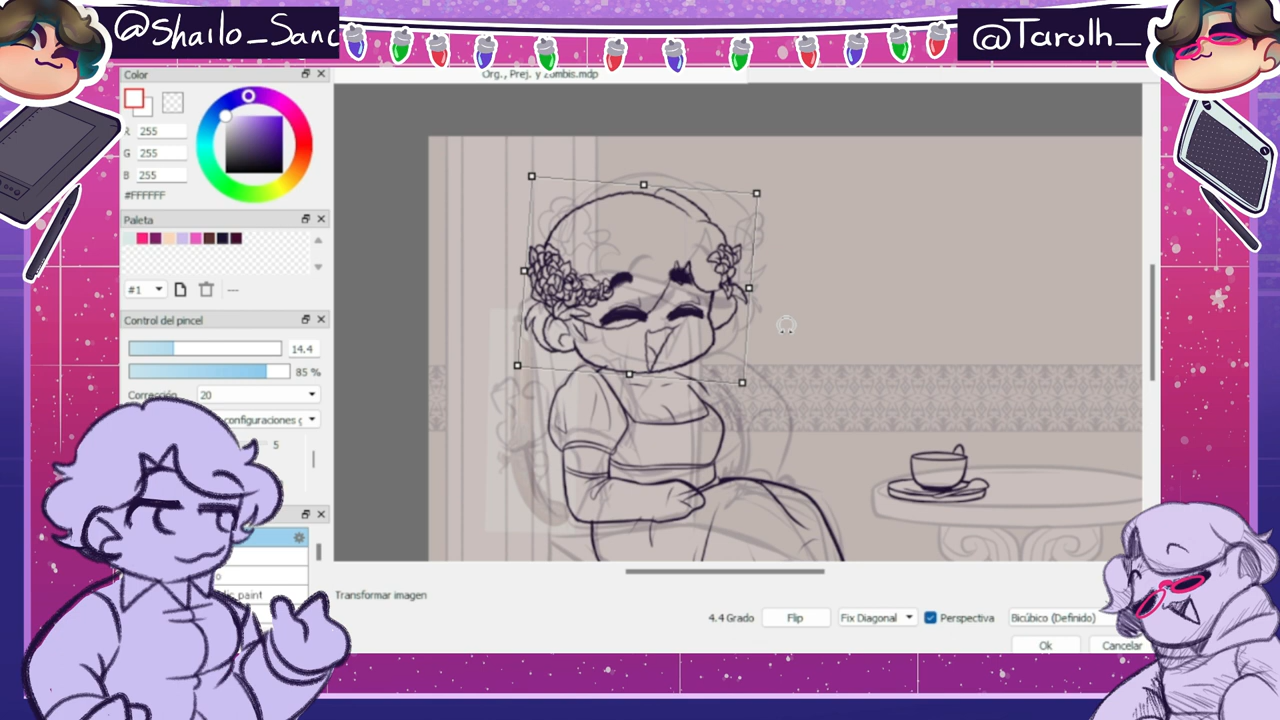 @Shailo_Sanc
@Tarolh_
Org., Prej. y zombis.mdp
Color
R 255
G 255
B 255
#FFFFFF
Paleta
#1
---
Control del pincel
14.4
85 %
Corrección
20
configuraciones
5
paint
Transformar imagen
4.4 Grado
Flip
Fix Diagonal
Perspectiva
Bicúbico (Definido)
Ok
Cancelar